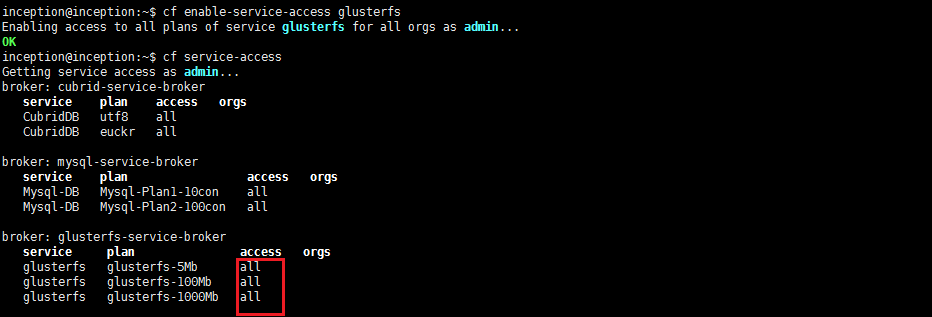 inception@inception:~$ cf enable-service-access glusterfs
Enabling access to all plans of service glusterfs for all orgs as admin...
OK
inception@inception:~$ cf service-access
Getting service access as admin...
broker: cubrid-service-broker
   service    plan    access   orgs
   CubridDB   utf8    all
   CubridDB   euckr   all

broker: mysql-service-broker
   service    plan                 access   orgs
   Mysql-DB   Mysql-Plan1-10con    all
   Mysql-DB   Mysql-Plan2-100con   all

broker: glusterfs-service-broker
   service     plan               access   orgs
   glusterfs   glusterfs-5Mb      all
   glusterfs   glusterfs-100Mb    all
   glusterfs   glusterfs-1000Mb   all